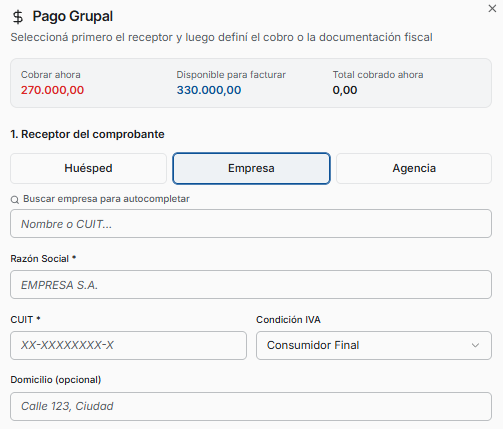 $ Pago Grupal
Seleccioná primero el receptor y luego definí el cobro o la documentación fiscal
Cobrar ahora Disponible para facturar Total cobrado ahora
270.000,00 330.000,00 0,00
1. Receptor del comprobante
Huésped Empresa Agencia
Buscar empresa para autocompletar
Nombre o CUIT...
Razón Social *
EMPRESA S.A.
CUIT * Condición IVA
XX-XXXXXXXX-X Consumidor Final
Domicilio (opcional)
Calle 123, Ciudad